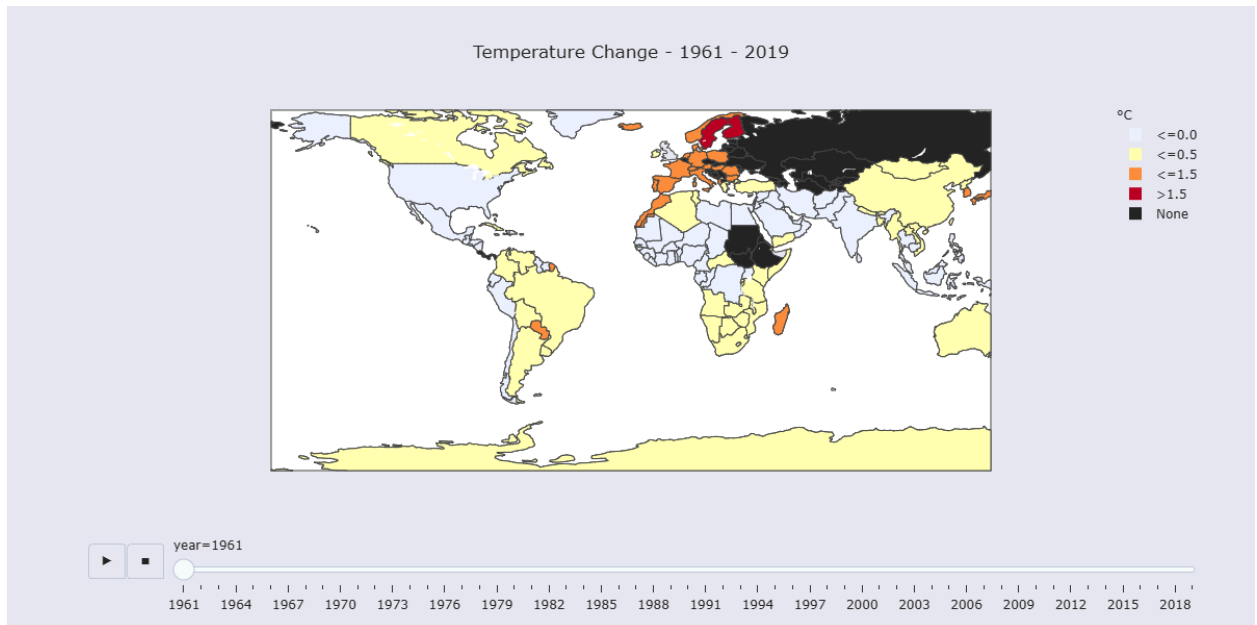 Temperature Change - 1961 - 2019
°C
<=0.0
<=0.5
<=1.5
>1.5
None
year=1961
1961 1964 1967 1970 1973 1976 1979 1982 1985 1988 1991 1994 1997 2000 2003 2006 2009 2012 2015 2018